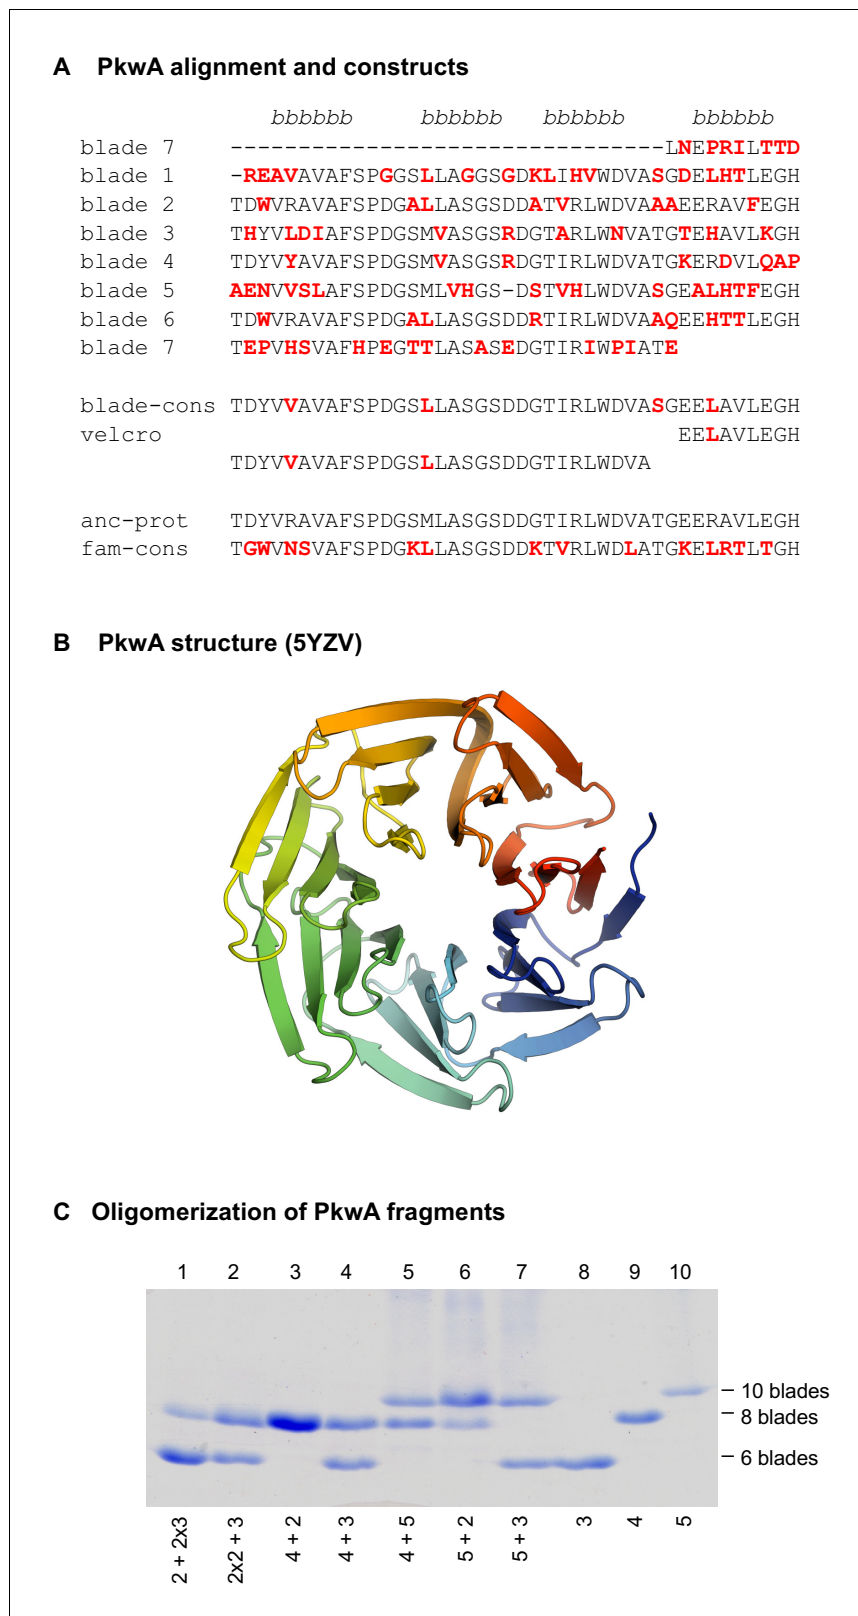 A PkwA alignment and constructs
bbbbbb bbbbbb bbbbbb bbbbbb
blade 7 --------------------------------LNEPRILTTD
blade 1 -REAVAVAFSPGGSLLAGGSGDKLIHVWDVASGDELHTLEGH
blade 2 TDWVRAVAFSPDGALLASGSDDATVRLWDVAAAEERAVFEGH
blade 3 THYVLDIAFSPDGSMVASGSRDGTARLWNVATGTEHAVLKGH
blade 4 TDYVYAVAFSPDGSMVASGSRDGTIRLWDVATGKERDVLQAP
blade 5 AENVVSLAFSPDGSMLVHGS-DSTVHLWDVASGEALHTFEGH
blade 6 TDWVRAVAFSPDGALLASGSDDRTIRLWDVAAQEEHTTLEGH
blade 7 TEPVHSVAFHPEGTTLASASEDGTIRIWPIATE
blade-cons TDYVVAVAFSPDGSLLASGSDDGTIRLWDVASGEELAVLEGH
velcro EELAVLEGH
TDYVVAVAFSPDGSLLASGSDDGTIRLWDVA
anc-prot TDYVRAVAFSPDGSMLASGSDDGTIRLWDVATGEERAVLEGH
fam-cons TGWVNSVAFSPDGKLLASGSDDKTVRLWDLATGKELRTLTGH
B PkwA structure (5YZV)
C Oligomerization of PkwA fragments
1 2 3 4 5 6 7 8 9 10
10 blades
8 blades
6 blades
2 + 2x3
2x2 + 3
4 + 2
4 + 3
4 + 5
5 + 2
5 + 3
3
4
5